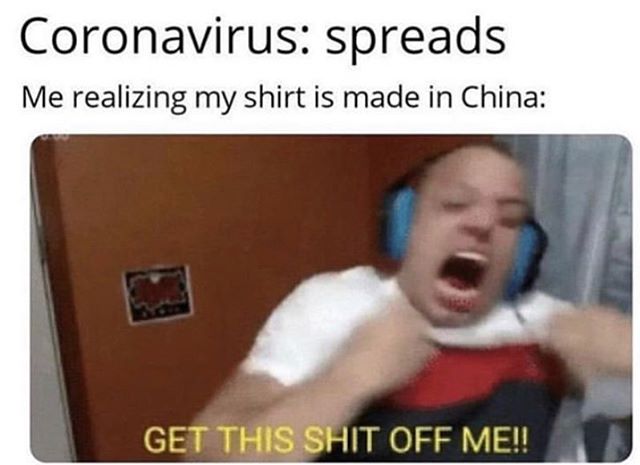 Coronavirus: spreads
Me realizing my shirt is made in China:
GET THIS SHIT OFF ME!!